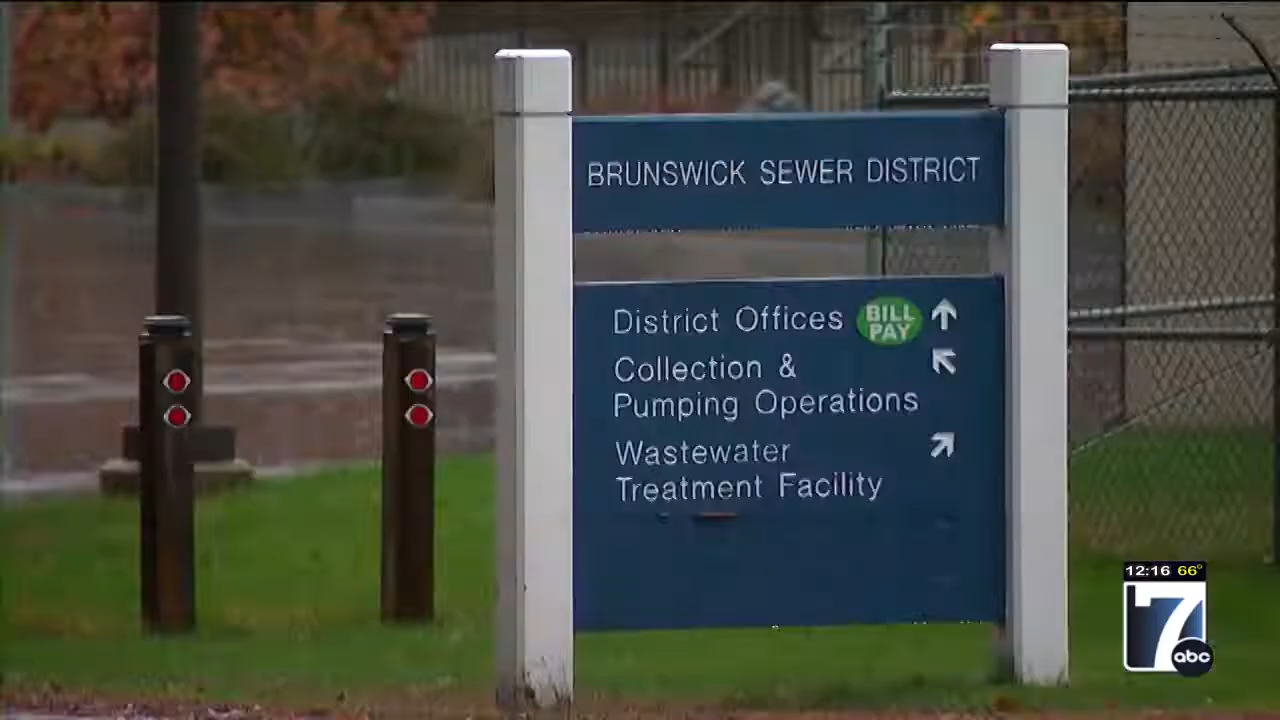 BRUNSWICK SEWER DISTRICT
District Offices BILL PAY
Collection &
Pumping Operations
Wastewater
Treatment Facility
12:16 66°
7
abc